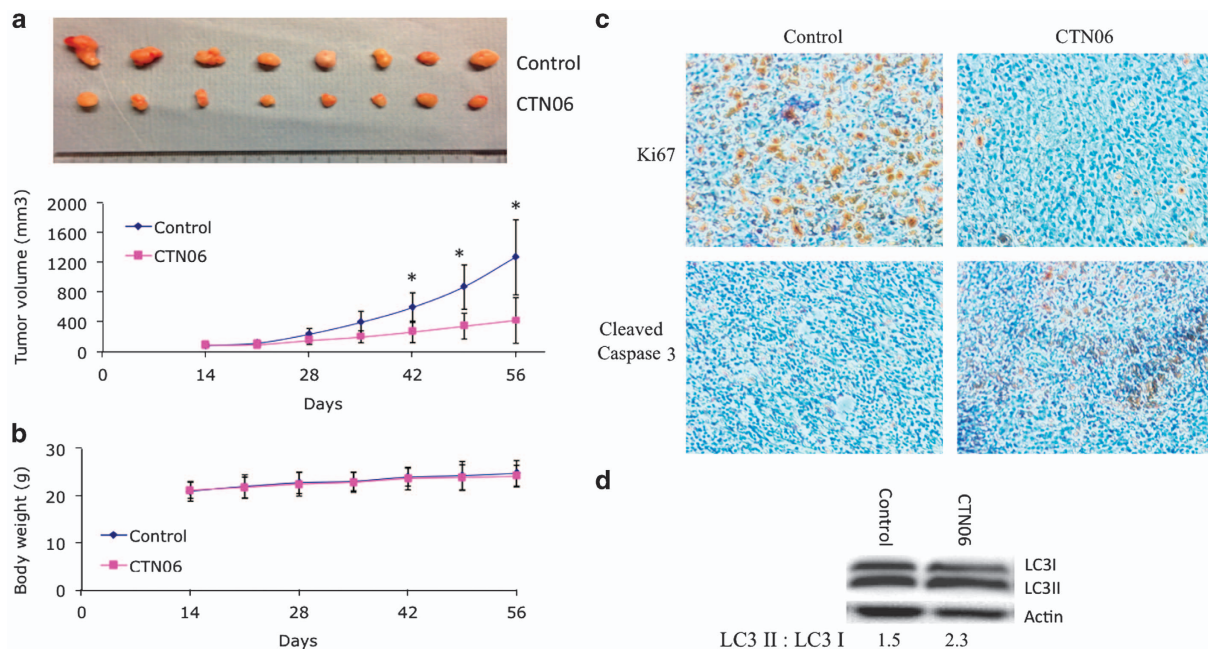 a
Control
CTN06
Tumor volume (mm3)
2000
1600
1200
800
400
0
Control
CTN06
*
*
*
0
14
28
42
56
Days
b
Body weight (g)
30
20
10
0
Control
CTN06
0
14
28
42
56
Days
c
Control
CTN06
Ki67
Cleaved
Caspase 3
d
Control
CTN06
LC3I
LC3II
Actin
LC3 II : LC3 I 1.5 2.3